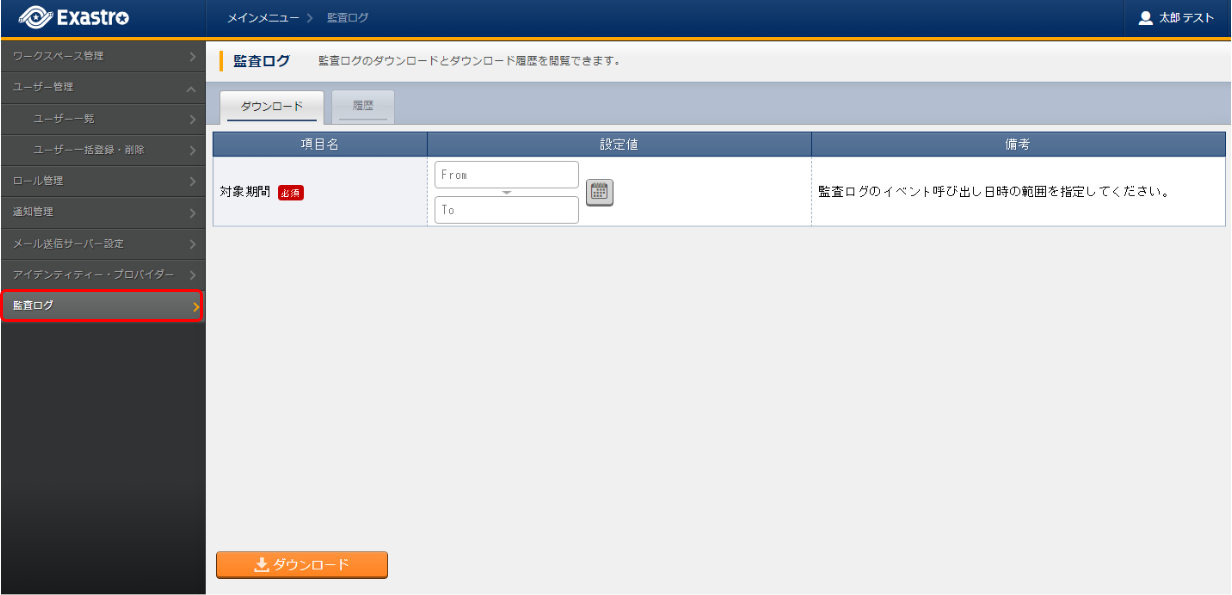 Exastro
メインメニュー > 監査ログ
太郎 テスト
ワークスペース管理
ユーザー管理
ユーザー一覧
ユーザー一括登録・削除
ロール管理
通知管理
メール送信サーバー設定
アイデンティティー・プロバイダー
監査ログ
監査ログ 監査ログのダウンロードとダウンロード履歴を閲覧できます。
ダウンロード 履歴
項目名 設定値 備考
対象期間 必須
From
To
監査ログのイベント呼び出し日時の範囲を指定してください。
ダウンロード